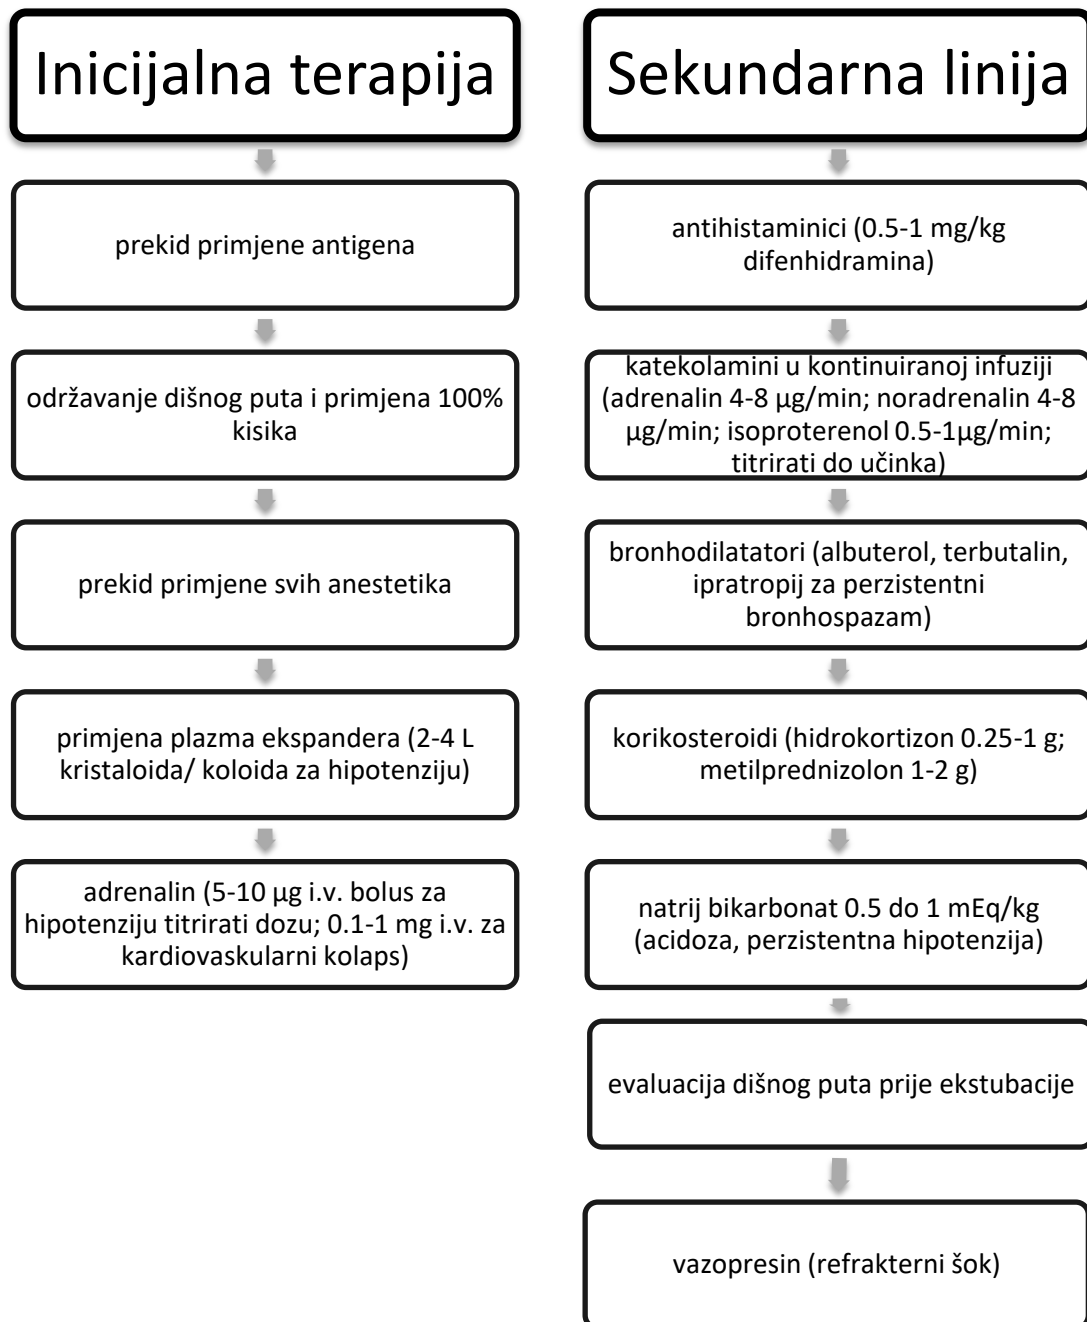 Inicijalna terapija
prekid primjene antigena
održavanje dišnog puta i primjena 100%
kisika
prekid primjene svih anestetika
primjena plazma ekspandera (2-4 L
kristaloida/ koloida za hipotenziju)
adrenalin (5-10 µg i.v. bolus za
hipotenziju titrirati dozu; 0.1-1 mg i.v. za
kardiovaskularni kolaps)
Sekundarna linija
antihistaminici (0.5-1 mg/kg
difenhidramina)
katekolamini u kontinuiranoj infuziji
(adrenalin 4-8 µg/min; noradrenalin 4-8
µg/min; isoproterenol 0.5-1µg/min;
titrirati do učinka)
bronhodilatatori (albuterol, terbutalin,
ipratropij za perzistentni
bronhospazam)
korikosteroidi (hidrokortizon 0.25-1 g;
metilprednizolon 1-2 g)
natrij bikarbonat 0.5 do 1 mEq/kg
(acidoza, perzistentna hipotenzija)
evaluacija dišnog puta prije ekstubacije
vazopresin (refrakterni šok)